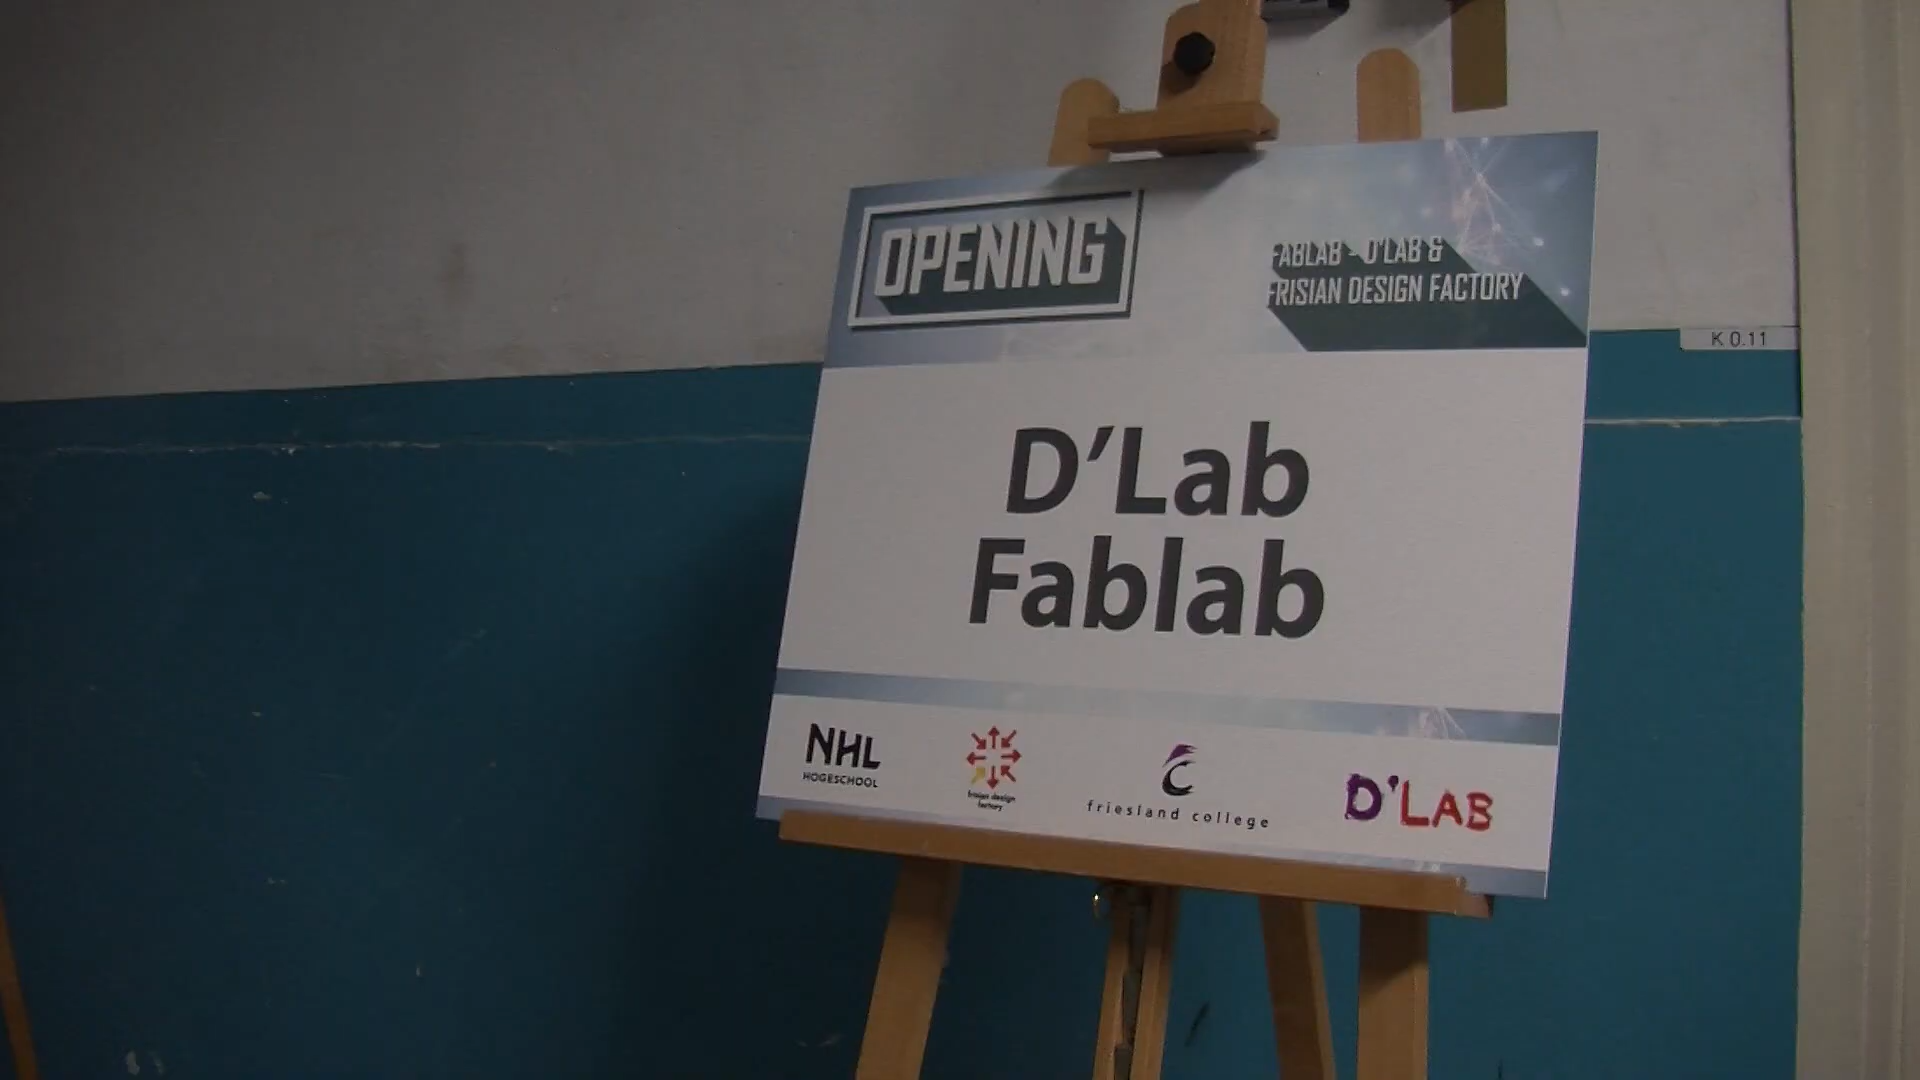 OPENING
FABLAB - D'LAB &
FRISIAN DESIGN FACTORY
K 0.11
D'Lab
Fablab
NHL
HOGESCHOOL
frisian design
factory
friesland college
D'LAB